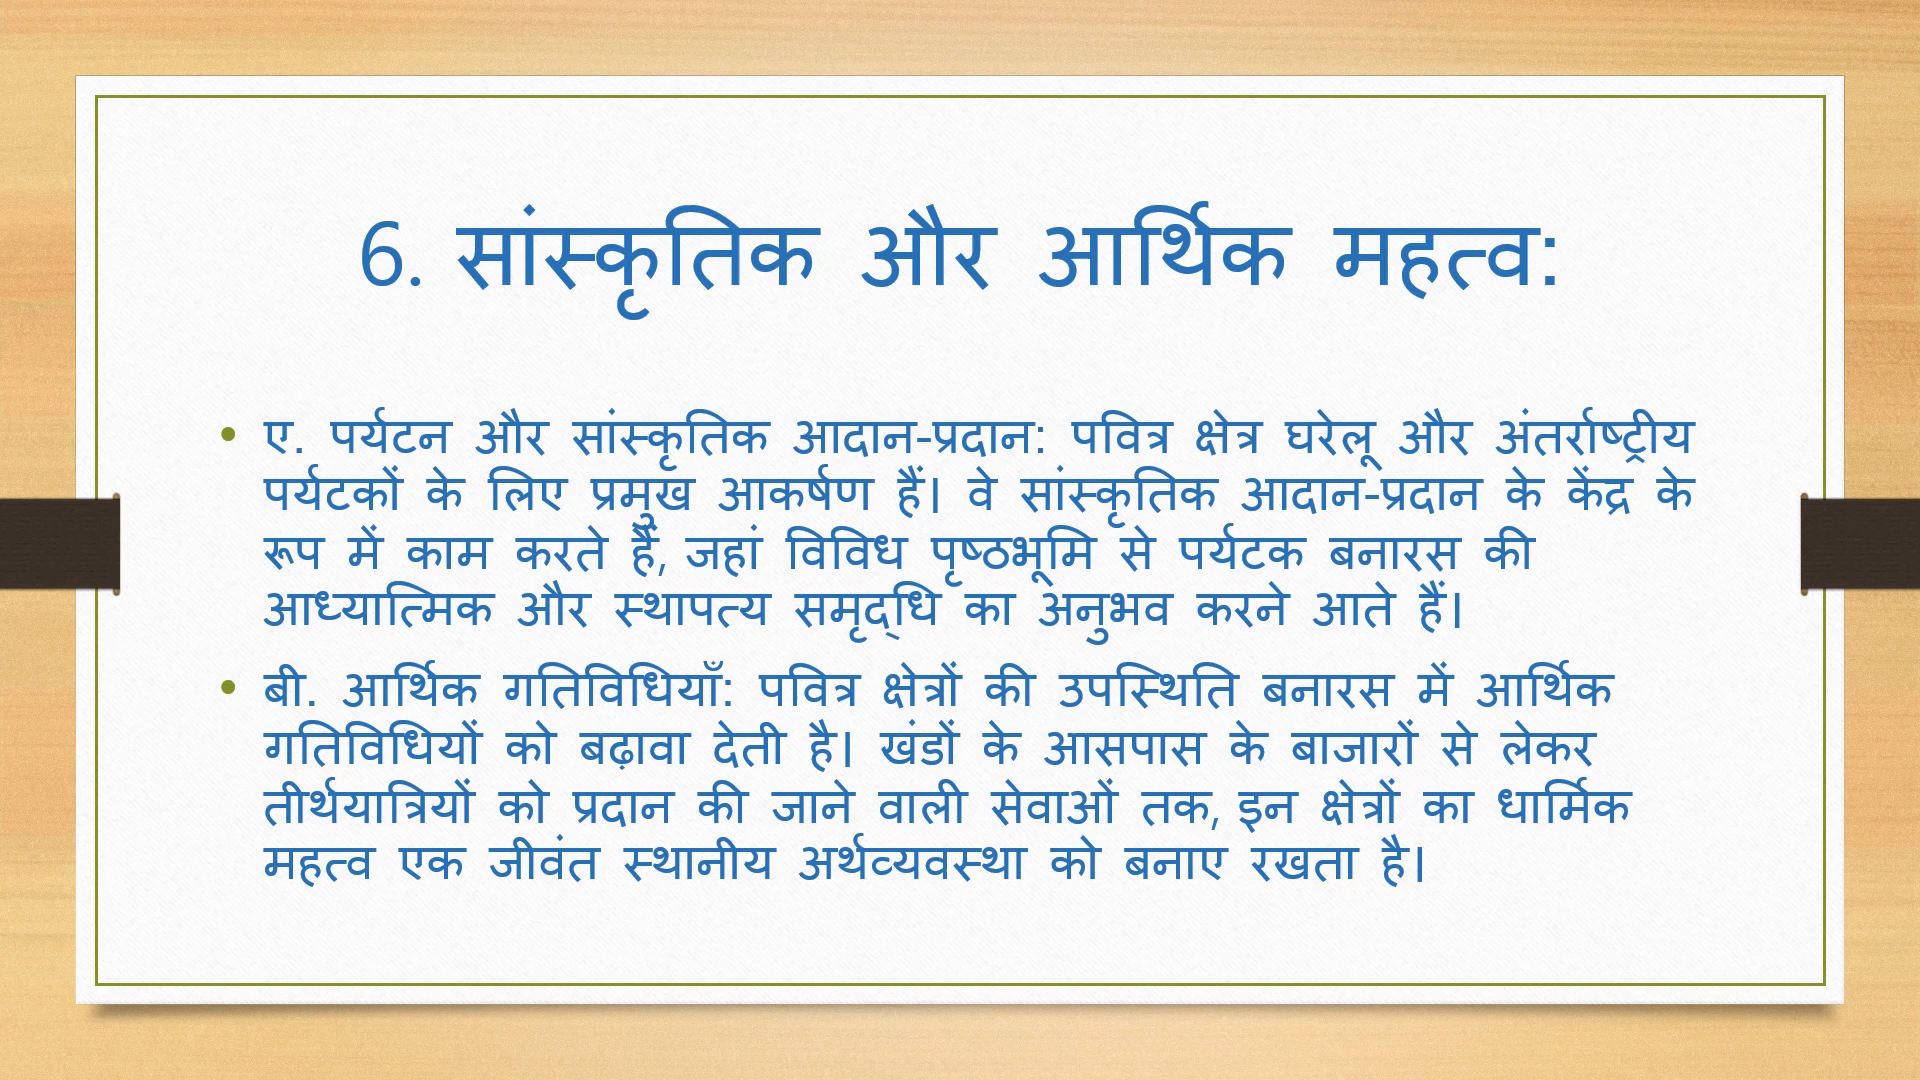 6. सांस्कृतिक और आर्थिक महत्व:
• ए. पर्यटन और सांस्कृतिक आदान-प्रदान: पवित्र क्षेत्र घरेलू और अंतर्राष्ट्रीय
पर्यटकों के लिए प्रमुख आकर्षण हैं। वे सांस्कृतिक आदान-प्रदान के केंद्र के
रूप में काम करते हैं, जहां विविध पृष्ठभूमि से पर्यटक बनारस की
आध्यात्मिक और स्थापत्य समृद्धि का अनुभव करने आते हैं।
• बी. आर्थिक गतिविधियाँ: पवित्र क्षेत्रों की उपस्थिति बनारस में आर्थिक
गतिविधियों को बढ़ावा देती है। खंडों के आसपास के बाजारों से लेकर
तीर्थयात्रियों को प्रदान की जाने वाली सेवाओं तक, इन क्षेत्रों का धार्मिक
महत्व एक जीवंत स्थानीय अर्थव्यवस्था को बनाए रखता है।